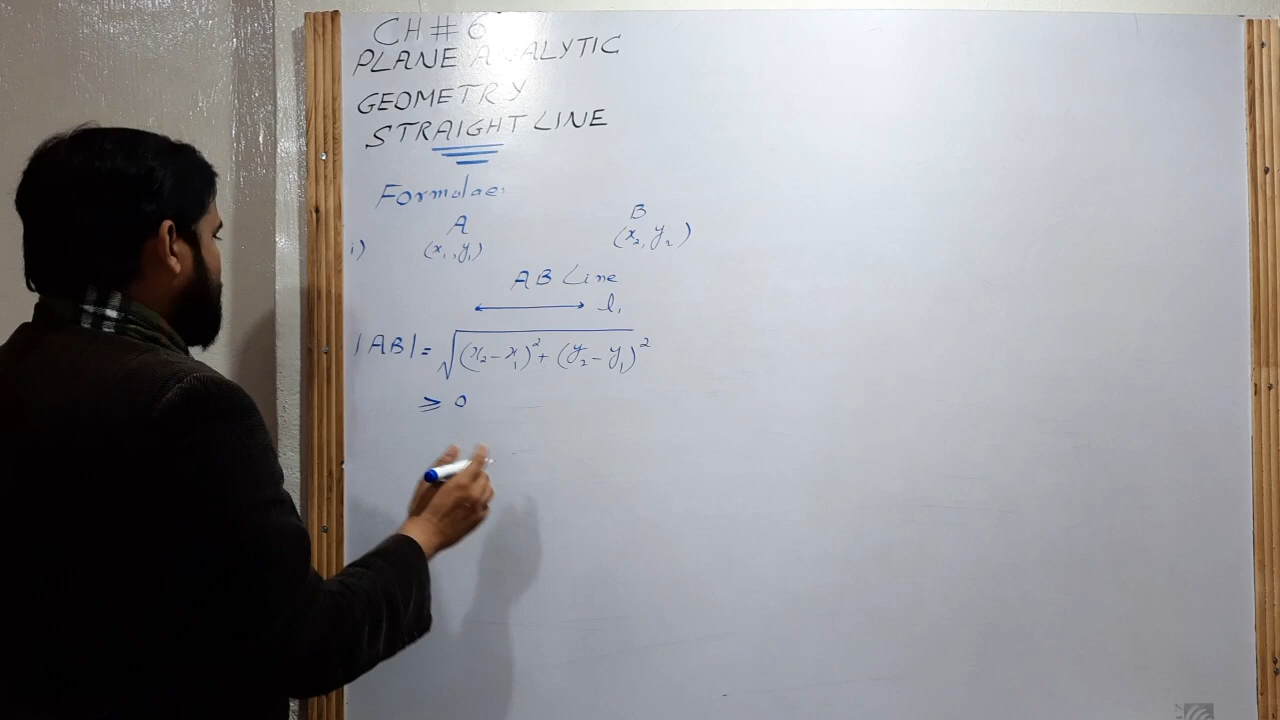 CH # 6
PLANE ANALYTIC
GEOMETRY
STRAIGHT LINE
Formulae:
A B
i) (x₁, y₁) (x₂, y₂)
AB Line
l₁
|AB| = √(x₂ - x₁)² + (y₂ - y₁)²
≥ 0